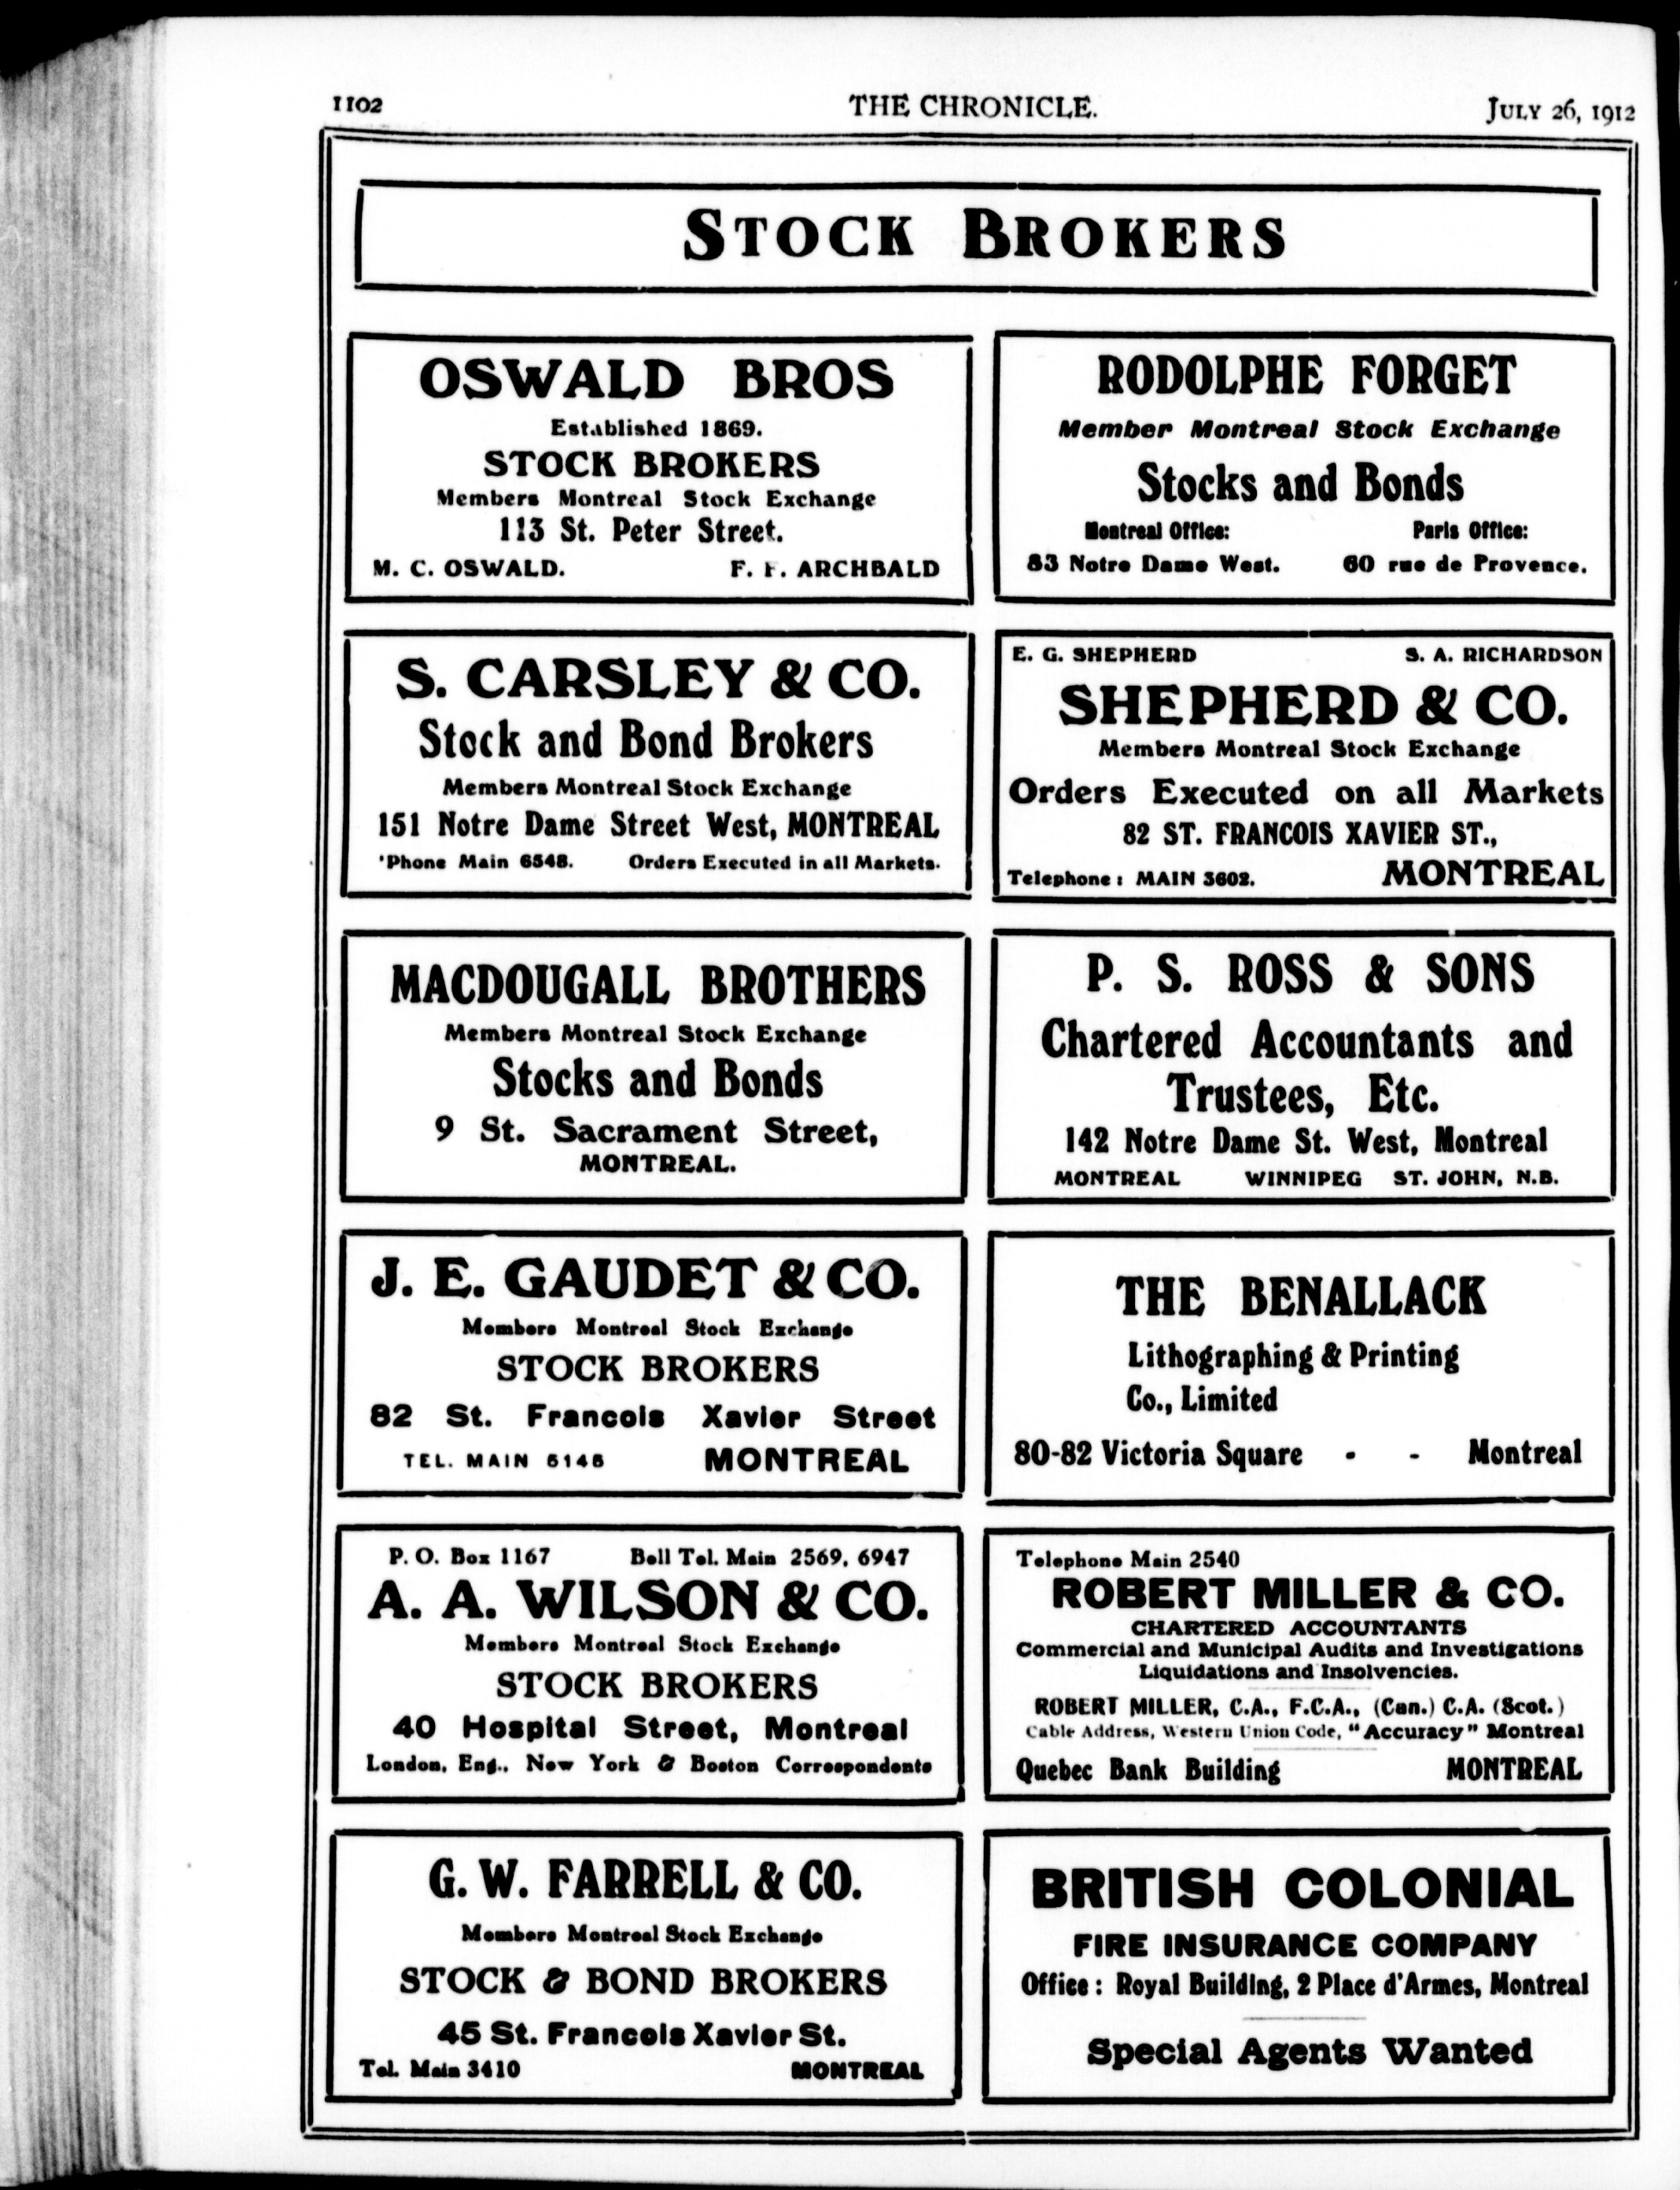 1102 THE CHRONICLE. JULY 26, 1912
STOCK BROKERS
OSWALD BROS
Established 1869.
STOCK BROKERS
Members Montreal Stock Exchange
113 St. Peter Street.
M. C. OSWALD. F. F. ARCHBALD
RODOLPHE FORGET
Member Montreal Stock Exchange
Stocks and Bonds
Montreal Office: Paris Office:
83 Notre Dame West. 60 rue de Provence.
S. CARSLEY & CO.
Stock and Bond Brokers
Members Montreal Stock Exchange
151 Notre Dame Street West, MONTREAL
'Phone Main 6548. Orders Executed in all Markets.
E. G. SHEPHERD S. A. RICHARDSON
SHEPHERD & CO.
Members Montreal Stock Exchange
Orders Executed on all Markets
82 ST. FRANCOIS XAVIER ST.,
Telephone: MAIN 3602. MONTREAL
MACDOUGALL BROTHERS
Members Montreal Stock Exchange
Stocks and Bonds
9 St. Sacrament Street,
MONTREAL.
P. S. ROSS & SONS
Chartered Accountants and
Trustees, Etc.
142 Notre Dame St. West, Montreal
MONTREAL WINNIPEG ST. JOHN, N.B.
J. E. GAUDET & CO.
Members Montreal Stock Exchange
STOCK BROKERS
82 St. Francois Xavier Street
TEL. MAIN MONTREAL
THE BENALLACK
Lithographing & Printing
Co., Limited
80-82 Victoria Square - - Montreal
P. O. Box 1167 Bell Tel. Main 2569, 6947
A. A. WILSON & CO.
Members Montreal Stock Exchange
STOCK BROKERS
40 Hospital Street, Montreal
London, Eng., New York & Boston Correspondents
Telephone Main 2540
ROBERT MILLER & CO.
CHARTERED ACCOUNTANTS
Commercial and Municipal Audits and Investigations
Liquidations and Insolvencies.
ROBERT MILLER, C.A., F.C.A., (Can.) C.A. (Scot.)
Cable Address, Western Union Code, "Accuracy" Montreal
Quebec Bank Building MONTREAL
G. W. FARRELL & CO.
Members Montreal Stock Exchange
STOCK & BOND BROKERS
45 St. Francois Xavier St.
Tel. Main 3410 MONTREAL
BRITISH COLONIAL
FIRE INSURANCE COMPANY
Office: Royal Building, 2 Place d'Armes, Montreal
Special Agents Wanted